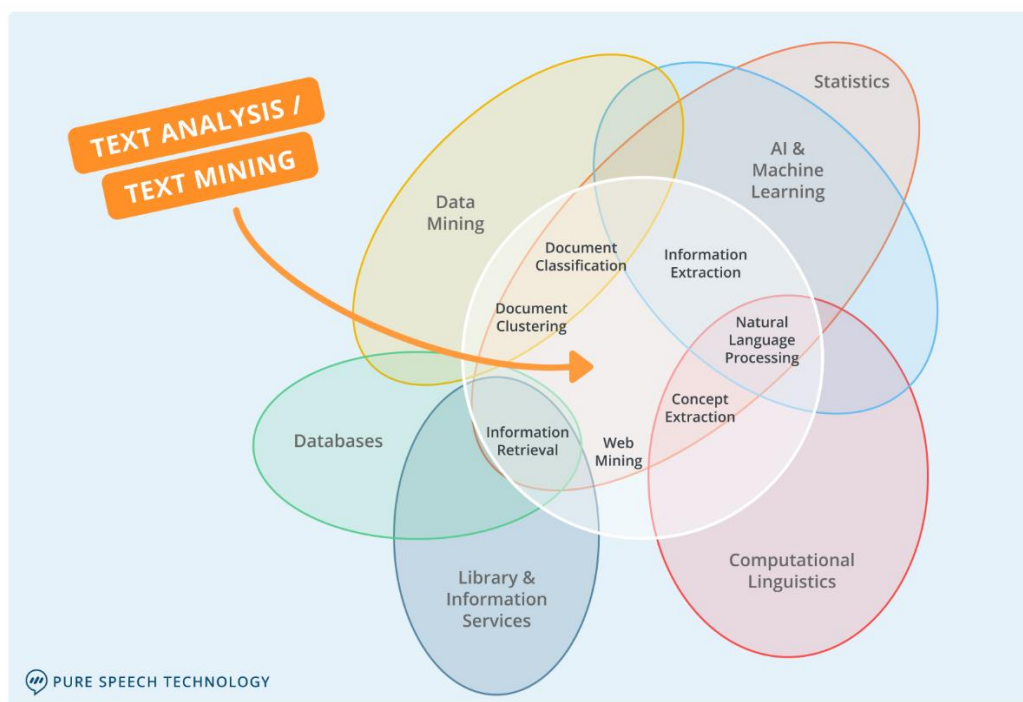 TEXT ANALYSIS /
TEXT MINING
Statistics
AI &
Machine
Learning
Data
Mining
Document
Classification
Information
Extraction
Document
Clustering
Natural
Language
Processing
Concept
Extraction
Databases
Information
Retrieval
Web
Mining
Computational
Linguistics
Library &
Information
Services
PURE SPEECH TECHNOLOGY